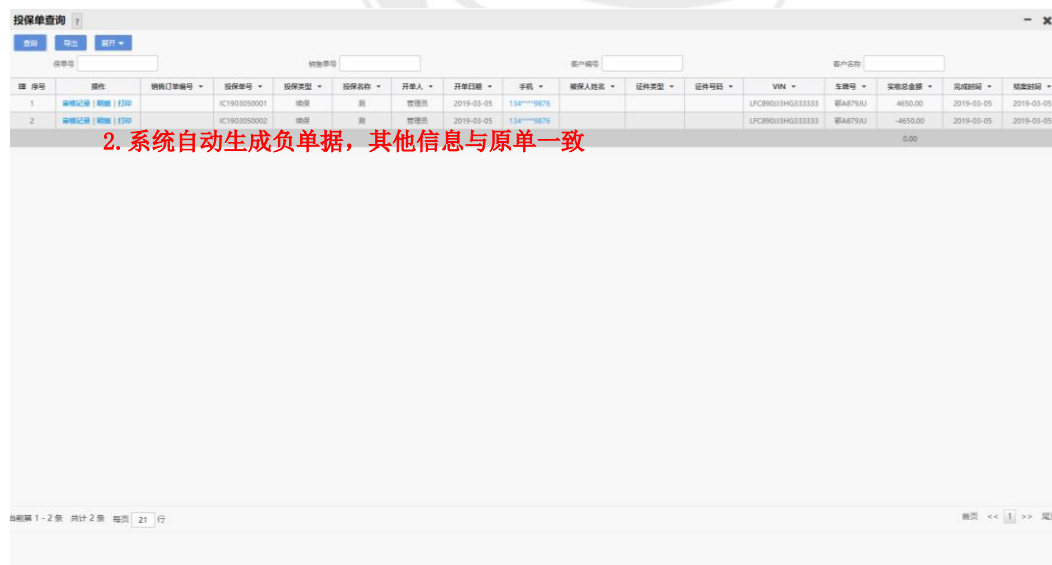 投保单查询 ?
查询 导出 展开
保单号 销售单号 客户编号 客户名称
序号 操作 销售订单编号 投保单号 投保类型 投保名称 开单人 开单日期 手机 被保人姓名 证件类型 证件号码 VIN 车牌号 实收总金额 完成时间 结案时间
1 审核记录 | 明细 | 打印 IC1903050001 续保 测 管理员 2019-03-05 134****9876 LFC890JJ3HG333333 鄂A879JU 4650.00 2019-03-05 2019-03-05
2 审核记录 | 明细 | 打印 IC1903050002 续保 测 管理员 2019-03-05 134****9876 LFC890JJ3HG333333 鄂A879JU -4650.00 2019-03-05 2019-03-05
0.00
2.系统自动生成负单据，其他信息与原单一致
当前第 1 - 2 条 共计 2 条 每页 21 行 首页 << 1 >> 尾